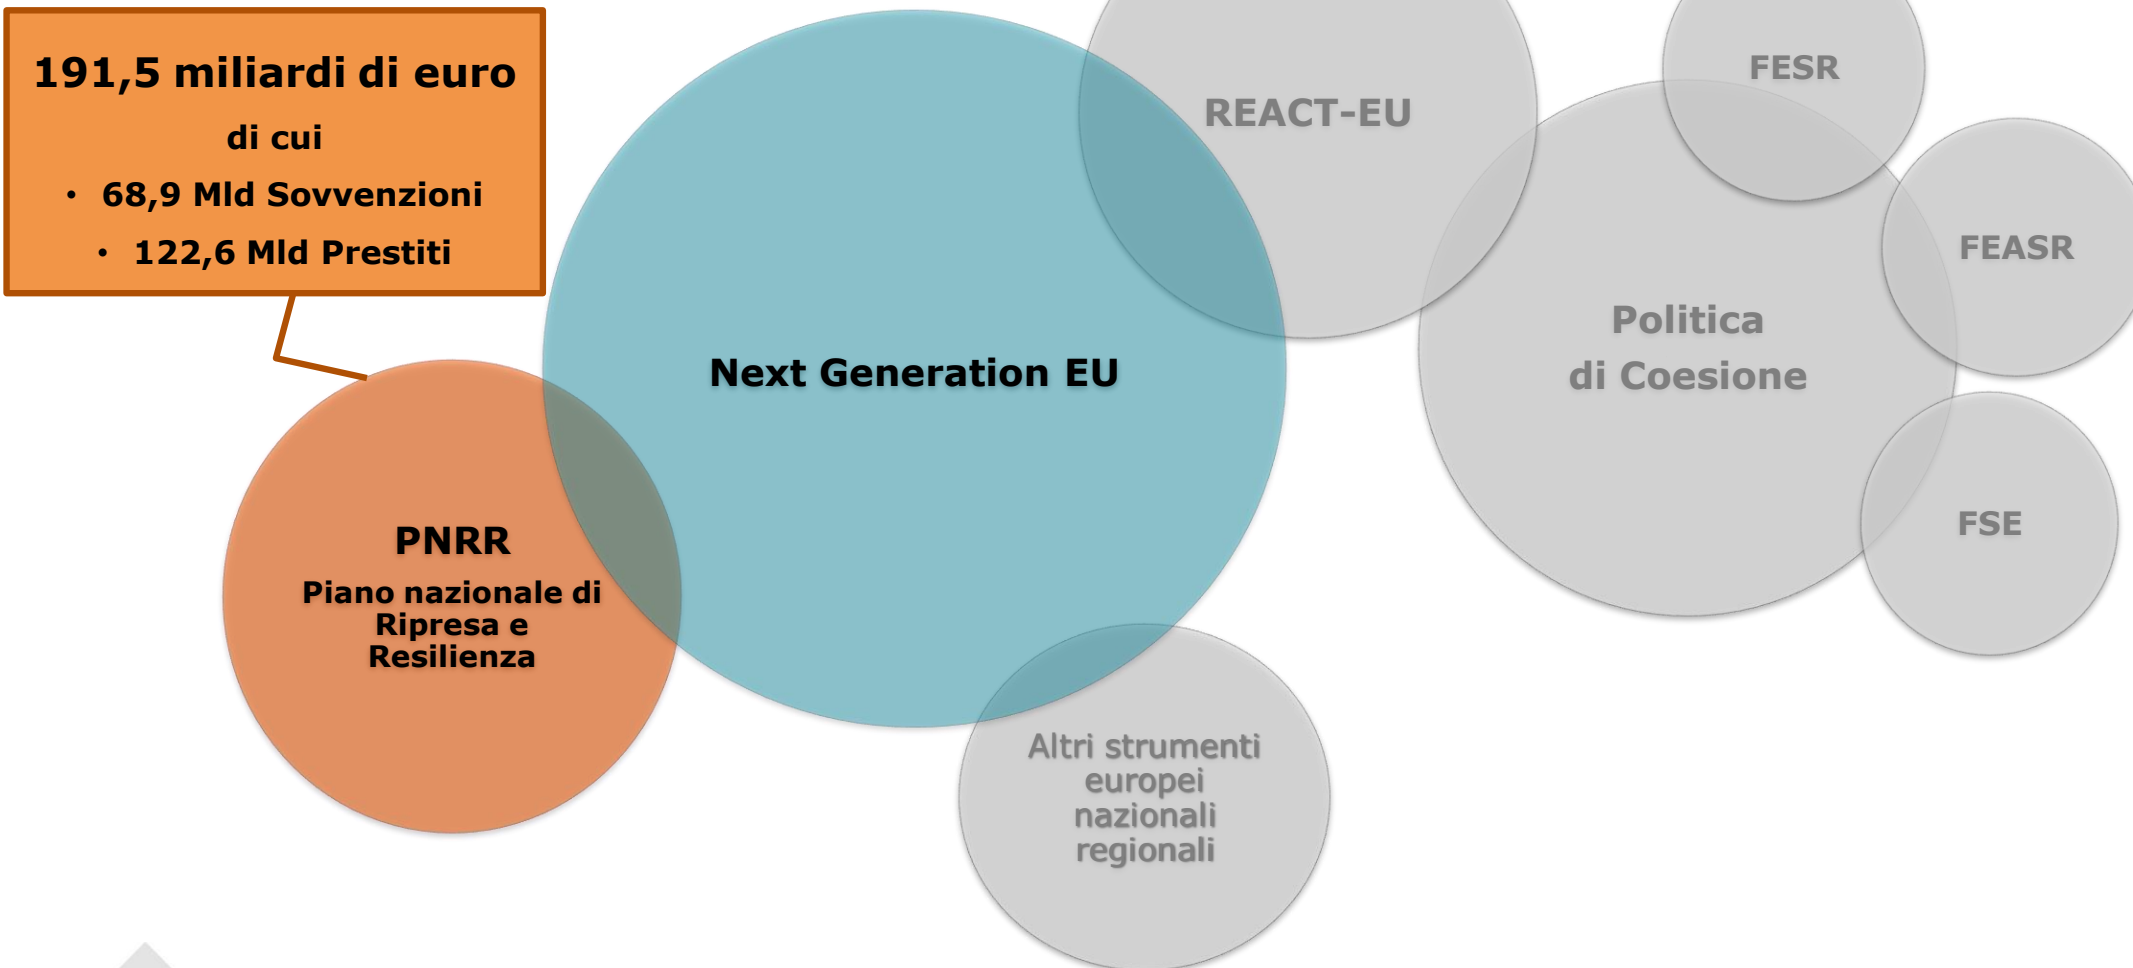 191,5 miliardi di euro
di cui
• 68,9 Mld Sovvenzioni
• 122,6 Mld Prestiti
Next Generation EU
PNRR
Piano nazionale di
Ripresa e
Resilienza
REACT-EU
Politica
di Coesione
FESR
FEASR
FSE
Altri strumenti
europei
nazionali
regionali